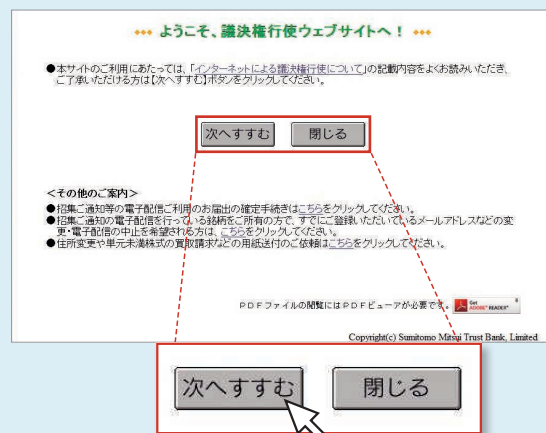 ようこそ、議決権行使ウェブサイトへ！
●本サイトのご利用にあたっては、「インターネットによる議決権行使について」の記載内容をよくお読みいただき、
ご了承いただける方は【次へすすむ】ボタンをクリックしてください。
次へすすむ 閉じる
＜その他のご案内＞
●招集ご通知等の電子配信ご利用のお届出の確定手続きはこちらをクリックしてください。
●招集ご通知の電子配信を行っている銘柄をご所有の方で、すでにご登録いただいているメールアドレスなどの変
更・電子配信の中止を希望される方は、こちらをクリックしてください。
●住所変更や単元未満株式の買取請求などの用紙送付のご依頼はこちらをクリックしてください。
ＰＤＦファイルの閲覧にはＰＤＦビューアが必要です。 Get ADOBE® READER®
Copyright(c) Sumitomo Mitsui Trust Bank, Limited
次へすすむ 閉じる